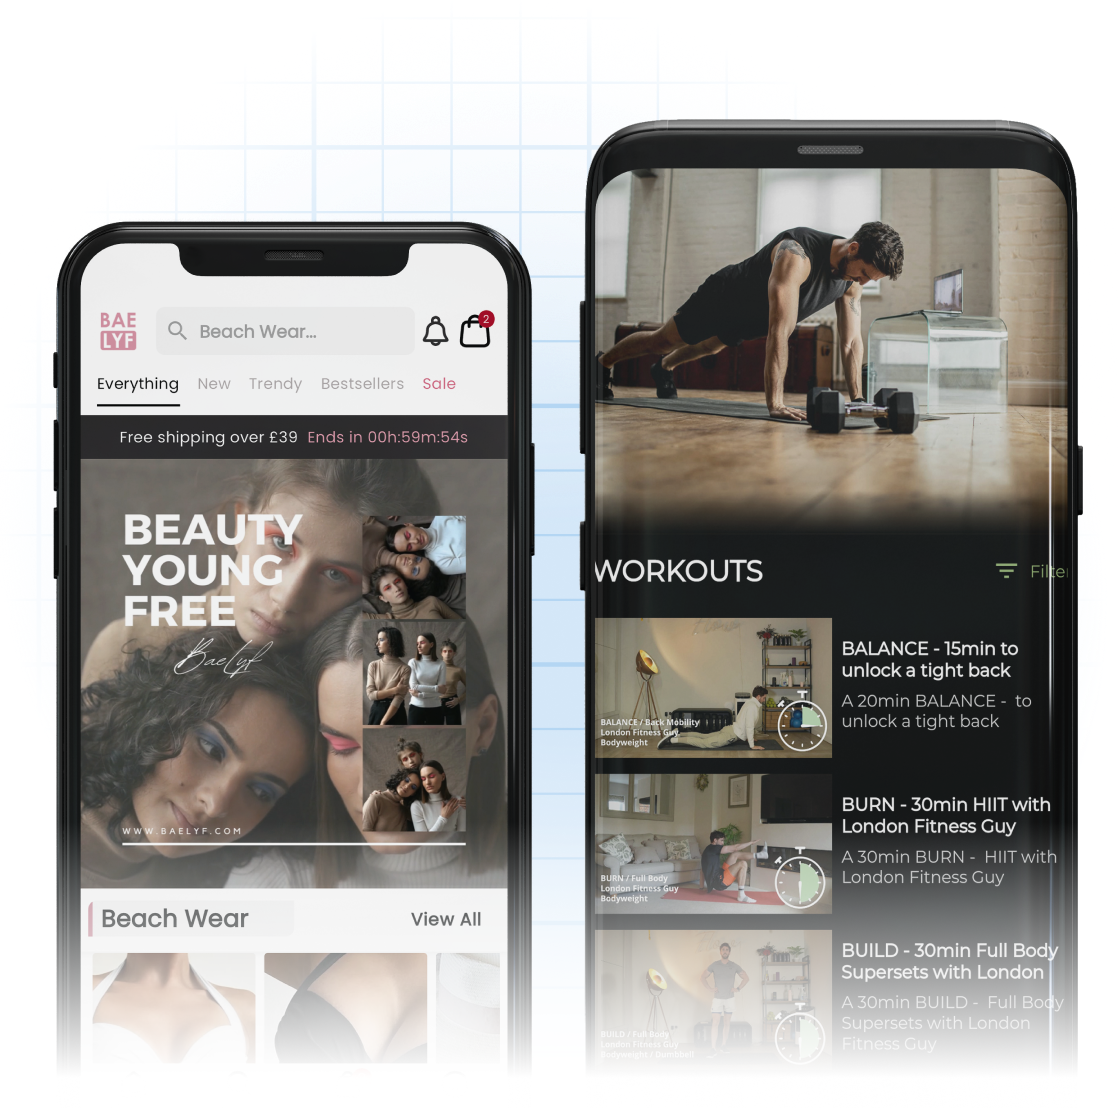 BAE
LYF
Beach Wear...
2
Everything New Trendy Bestsellers Sale
Free shipping over £39 Ends in 00h:59m:54s
BEAUTY
YOUNG
FREE
BaeLyf
WWW.BAELYF.COM
Beach Wear View All
WORKOUTS Filter
BALANCE / Back Mobility
London Fitness Guy
Bodyweight
BALANCE - 15min to
unlock a tight back
A 20min BALANCE - to
unlock a tight back
BURN / Full Body
London Fitness Guy
Bodyweight
BURN - 30min HIIT with
London Fitness Guy
A 30min BURN - HIIT with
London Fitness Guy
BUILD / Full Body
London Fitness Guy
Bodyweight / Dumbbell
BUILD - 30min Full Body
Supersets with London
A 30min BUILD - Full Body
Supersets with London
Fitness Guy